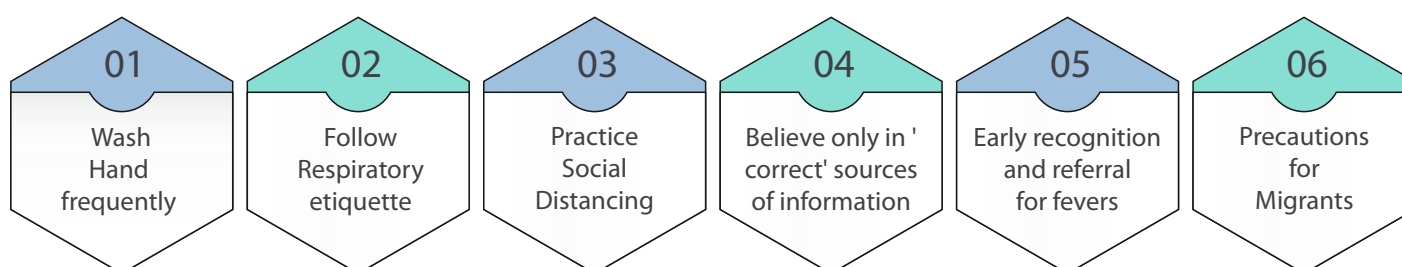 01
Wash
Hand
frequently
02
Follow
Respiratory
etiquette
03
Practice
Social
Distancing
04
Believe only in '
correct' sources
of information
05
Early recognition
and referral
for fevers
06
Precautions
for
Migrants